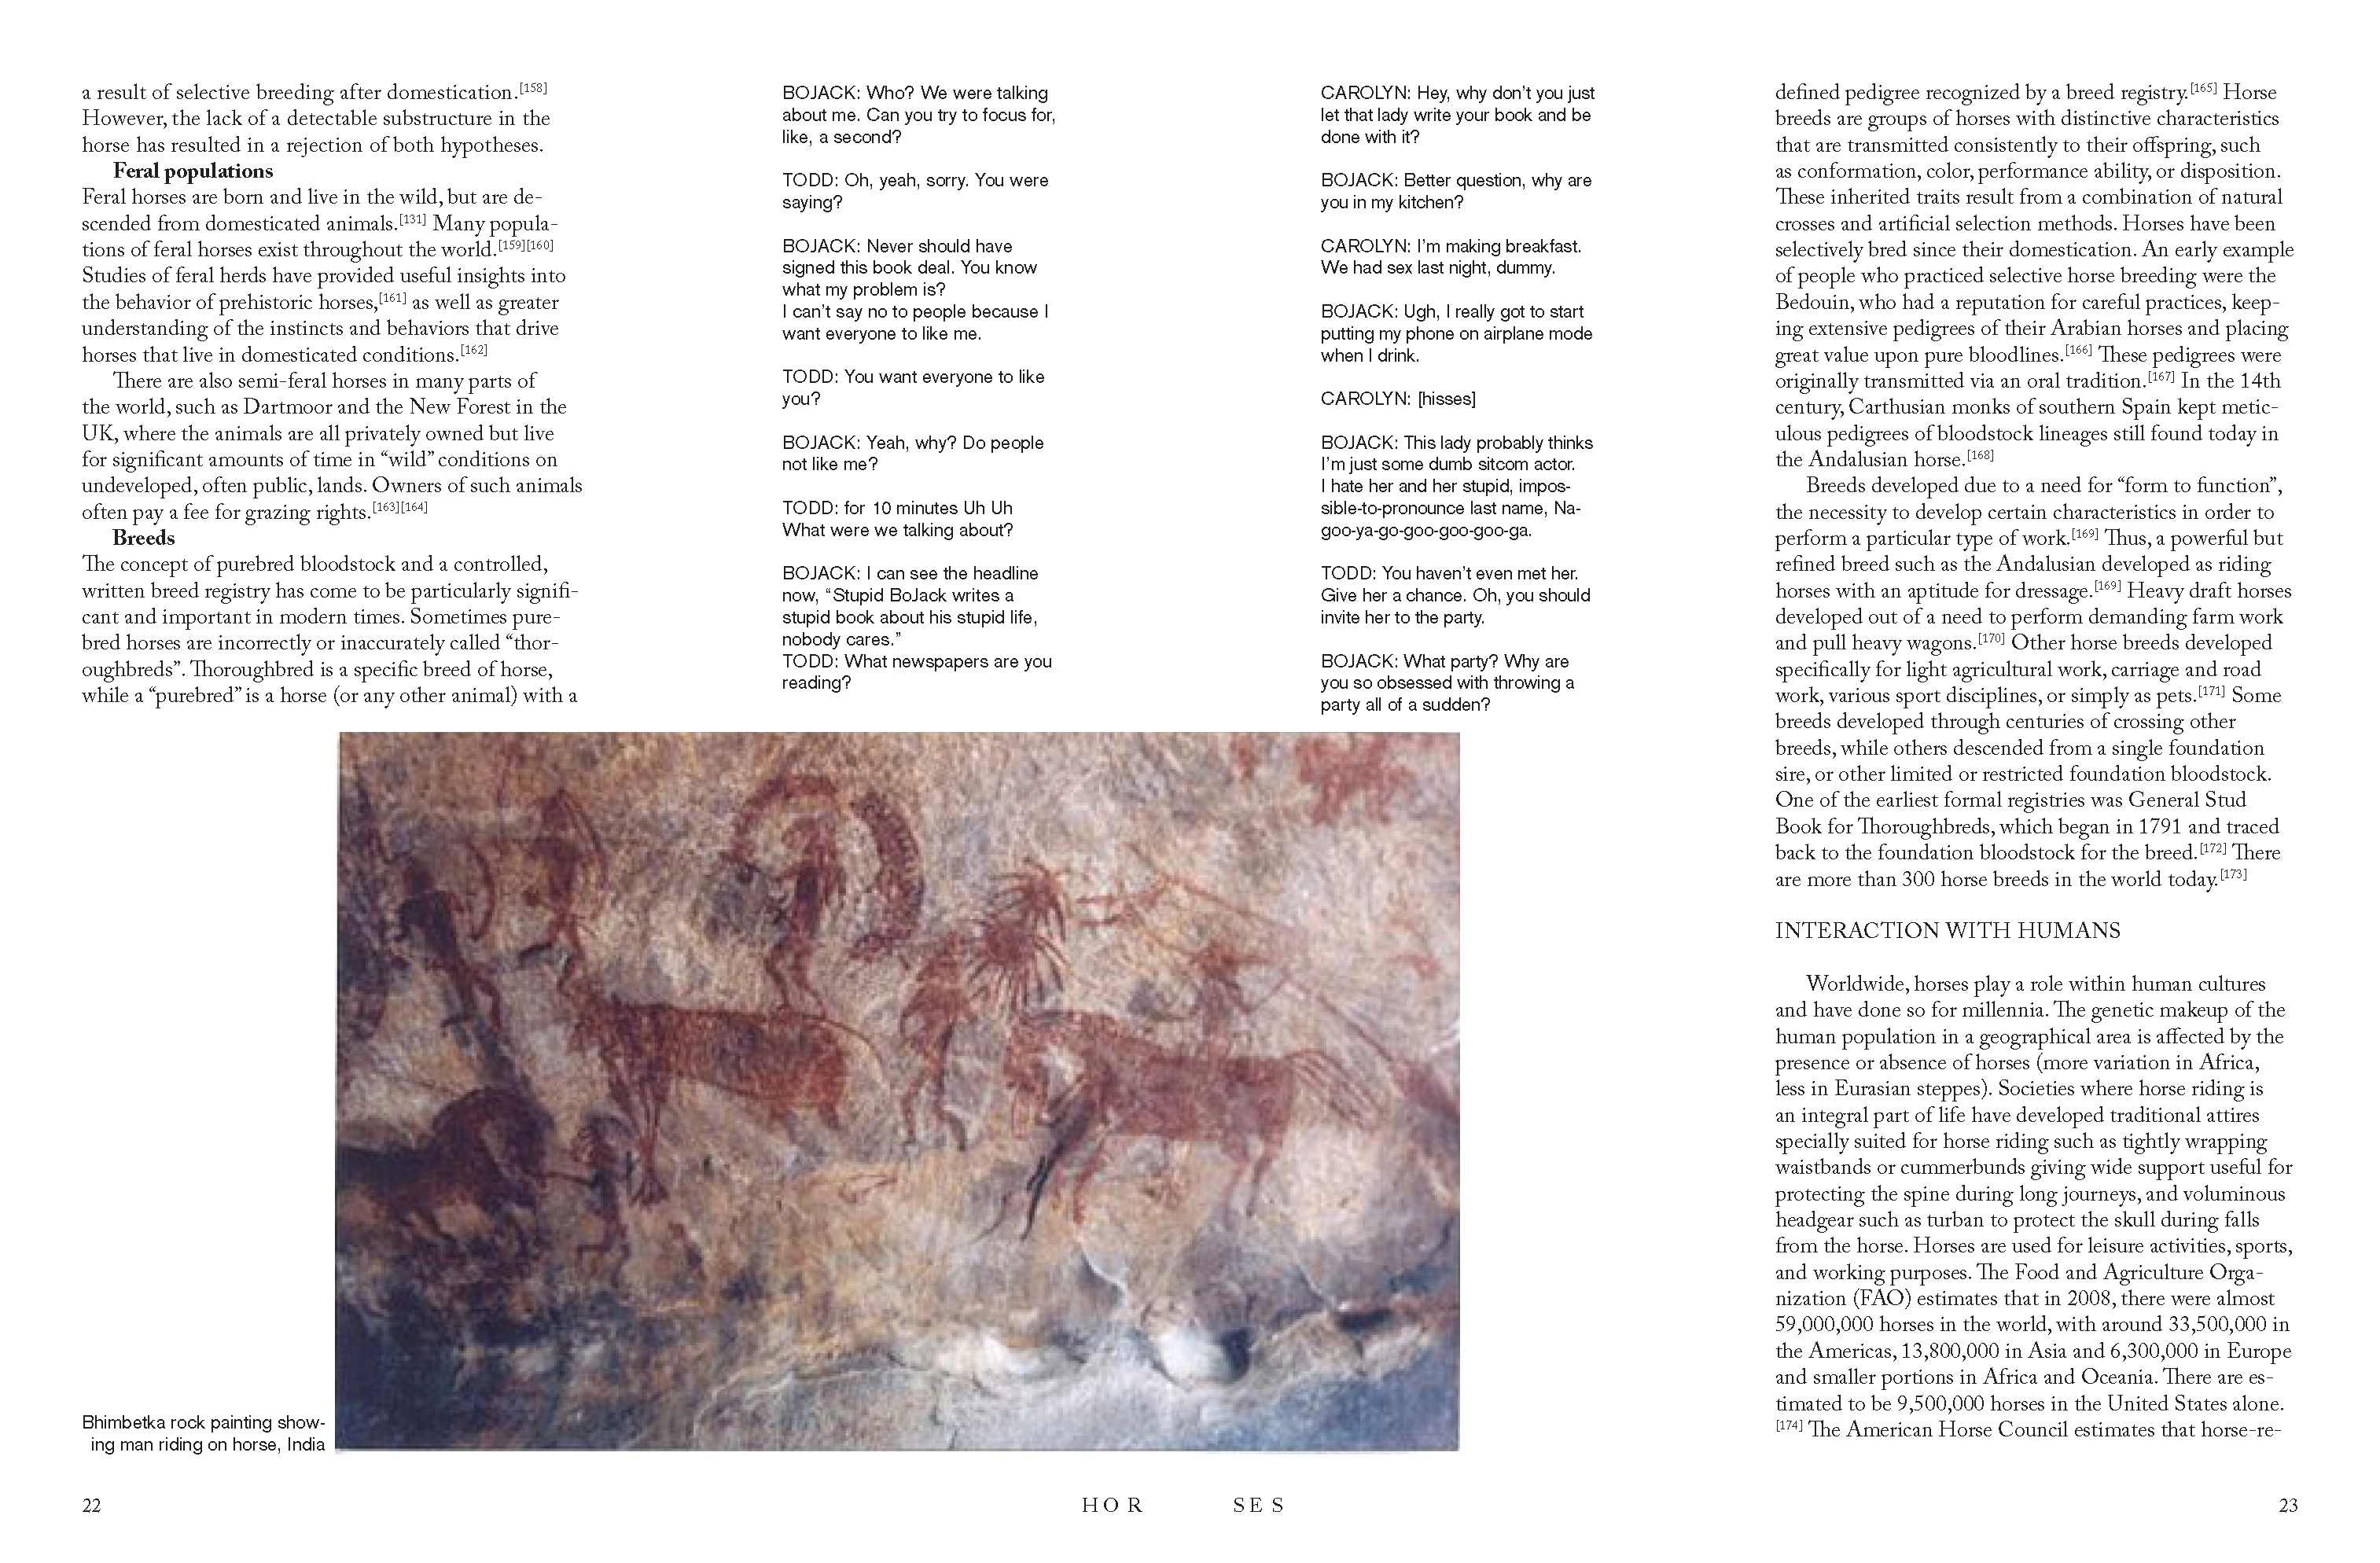 a result of selective breeding after domestication.[158]
However, the lack of a detectable substructure in the
horse has resulted in a rejection of both hypotheses.
Feral populations
Feral horses are born and live in the wild, but are de-
scended from domesticated animals.[131] Many popula-
tions of feral horses exist throughout the world.[159][160]
Studies of feral herds have provided useful insights into
the behavior of prehistoric horses,[161] as well as greater
understanding of the instincts and behaviors that drive
horses that live in domesticated conditions.[162]
There are also semi-feral horses in many parts of
the world, such as Dartmoor and the New Forest in the
UK, where the animals are all privately owned but live
for significant amounts of time in “wild” conditions on
undeveloped, often public, lands. Owners of such animals
often pay a fee for grazing rights.[163][164]
Breeds
The concept of purebred bloodstock and a controlled,
written breed registry has come to be particularly signifi-
cant and important in modern times. Sometimes pure-
bred horses are incorrectly or inaccurately called “thor-
oughbreds”. Thoroughbred is a specific breed of horse,
while a “purebred” is a horse (or any other animal) with a
BOJACK: Who? We were talking
about me. Can you try to focus for,
like, a second?
TODD: Oh, yeah, sorry. You were
saying?
BOJACK: Never should have
signed this book deal. You know
what my problem is?
I can’t say no to people because I
want everyone to like me.
TODD: You want everyone to like
you?
BOJACK: Yeah, why? Do people
not like me?
TODD: for 10 minutes Uh Uh
What were we talking about?
BOJACK: I can see the headline
now, “Stupid BoJack writes a
stupid book about his stupid life,
nobody cares.”
TODD: What newspapers are you
reading?
CAROLYN: Hey, why don’t you just
let that lady write your book and be
done with it?
BOJACK: Better question, why are
you in my kitchen?
CAROLYN: I’m making breakfast.
We had sex last night, dummy.
BOJACK: Ugh, I really got to start
putting my phone on airplane mode
when I drink.
CAROLYN: [hisses]
BOJACK: This lady probably thinks
I’m just some dumb sitcom actor.
I hate her and her stupid, impos-
sible-to-pronounce last name, Na-
goo-ya-go-goo-goo-goo-ga.
TODD: You haven’t even met her.
Give her a chance. Oh, you should
invite her to the party.
BOJACK: What party? Why are
you so obsessed with throwing a
party all of a sudden?
defined pedigree recognized by a breed registry.[165] Horse
breeds are groups of horses with distinctive characteristics
that are transmitted consistently to their offspring, such
as conformation, color, performance ability, or disposition.
These inherited traits result from a combination of natural
crosses and artificial selection methods. Horses have been
selectively bred since their domestication. An early example
of people who practiced selective horse breeding were the
Bedouin, who had a reputation for careful practices, keep-
ing extensive pedigrees of their Arabian horses and placing
great value upon pure bloodlines.[166] These pedigrees were
originally transmitted via an oral tradition.[167] In the 14th
century, Carthusian monks of southern Spain kept metic-
ulous pedigrees of bloodstock lineages still found today in
the Andalusian horse.[168]
Breeds developed due to a need for “form to function”,
the necessity to develop certain characteristics in order to
perform a particular type of work.[169] Thus, a powerful but
refined breed such as the Andalusian developed as riding
horses with an aptitude for dressage.[169] Heavy draft horses
developed out of a need to perform demanding farm work
and pull heavy wagons.[170] Other horse breeds developed
specifically for light agricultural work, carriage and road
work, various sport disciplines, or simply as pets.[171] Some
breeds developed through centuries of crossing other
breeds, while others descended from a single foundation
sire, or other limited or restricted foundation bloodstock.
One of the earliest formal registries was General Stud
Book for Thoroughbreds, which began in 1791 and traced
back to the foundation bloodstock for the breed.[172] There
are more than 300 horse breeds in the world today.[173]
INTERACTION WITH HUMANS
Worldwide, horses play a role within human cultures
and have done so for millennia. The genetic makeup of the
human population in a geographical area is affected by the
presence or absence of horses (more variation in Africa,
less in Eurasian steppes). Societies where horse riding is
an integral part of life have developed traditional attires
specially suited for horse riding such as tightly wrapping
waistbands or cummerbunds giving wide support useful for
protecting the spine during long journeys, and voluminous
headgear such as turban to protect the skull during falls
from the horse. Horses are used for leisure activities, sports,
and working purposes. The Food and Agriculture Orga-
nization (FAO) estimates that in 2008, there were almost
59,000,000 horses in the world, with around 33,500,000 in
the Americas, 13,800,000 in Asia and 6,300,000 in Europe
and smaller portions in Africa and Oceania. There are es-
timated to be 9,500,000 horses in the United States alone.
[174] The American Horse Council estimates that horse-re-
Bhimbetka rock painting show-
ing man riding on horse, India
22
HOR SES
23